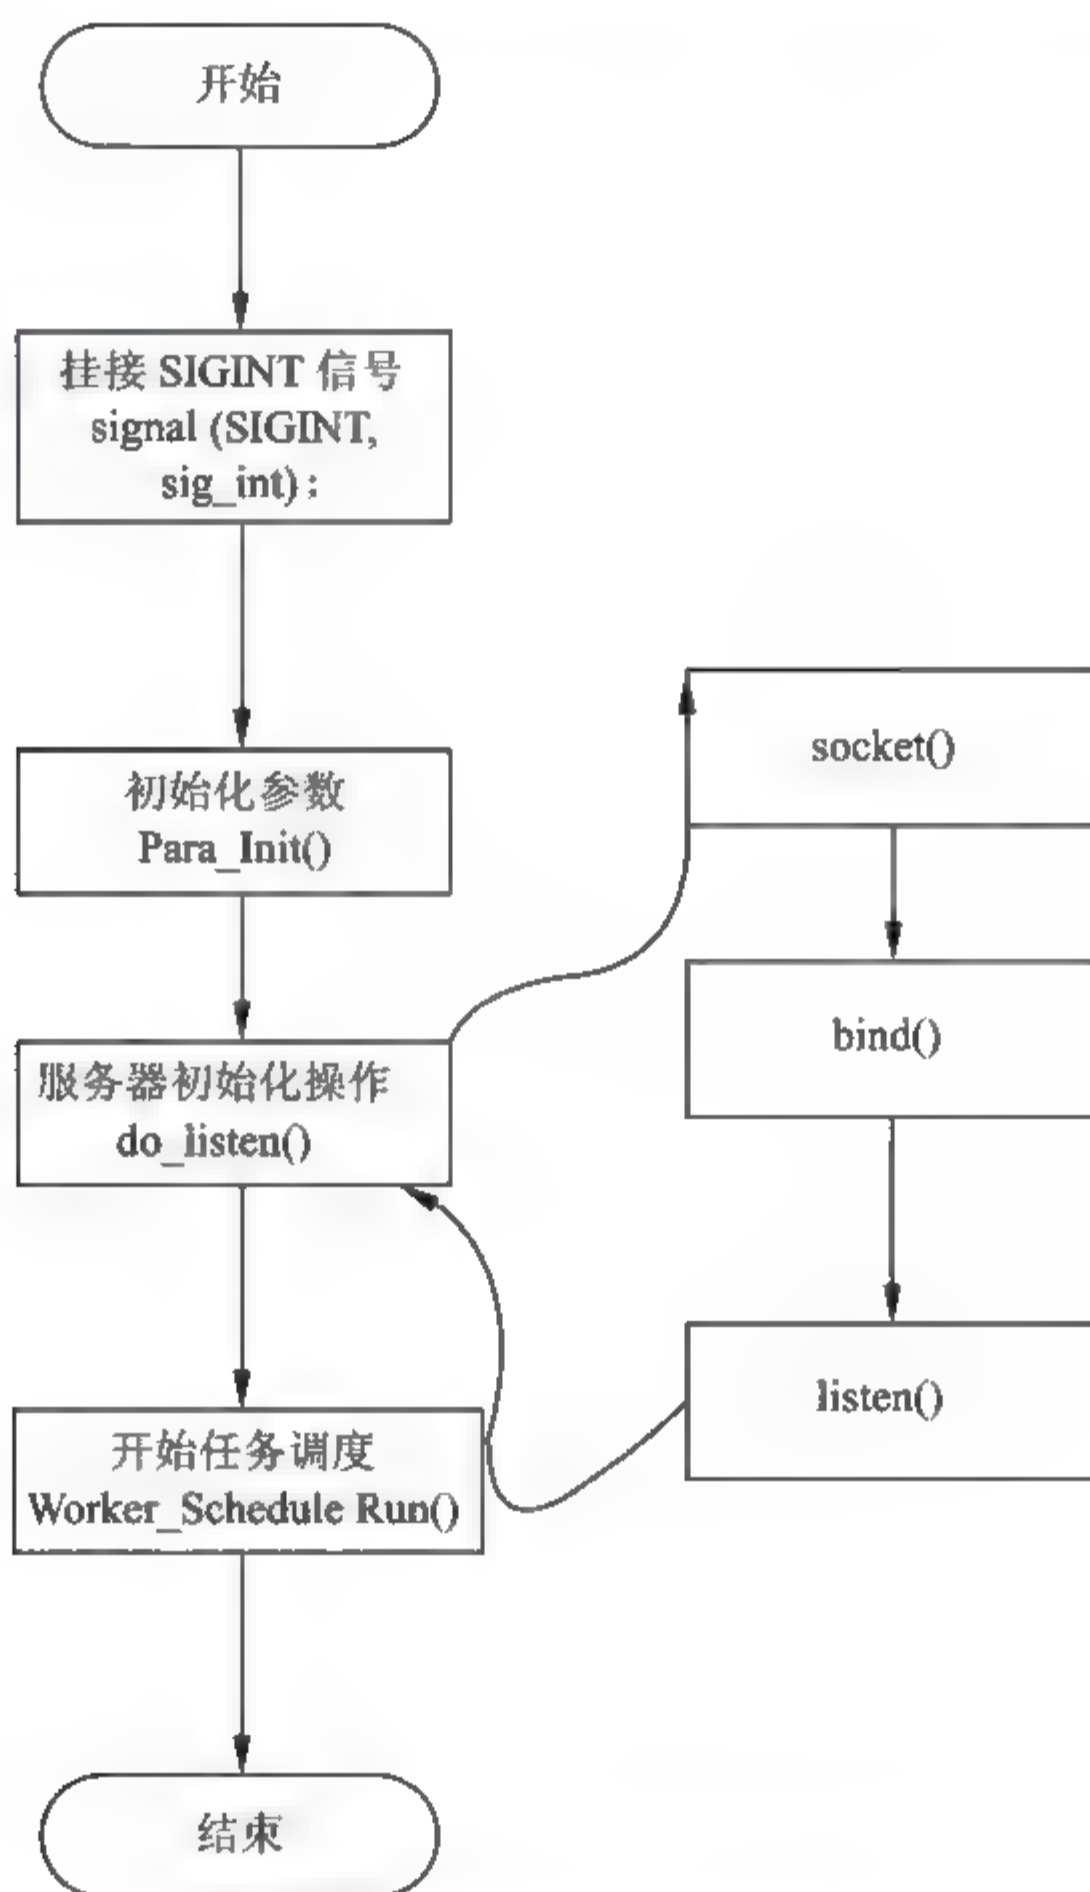 开始
挂接 SIGINT 信号
signal (SIGINT,
sig_int) ;
初始化参数
Para_Init()
服务器初始化操作
do_listen()
开始任务调度
Worker_Schedule Run()
结束
socket()
bind()
listen()